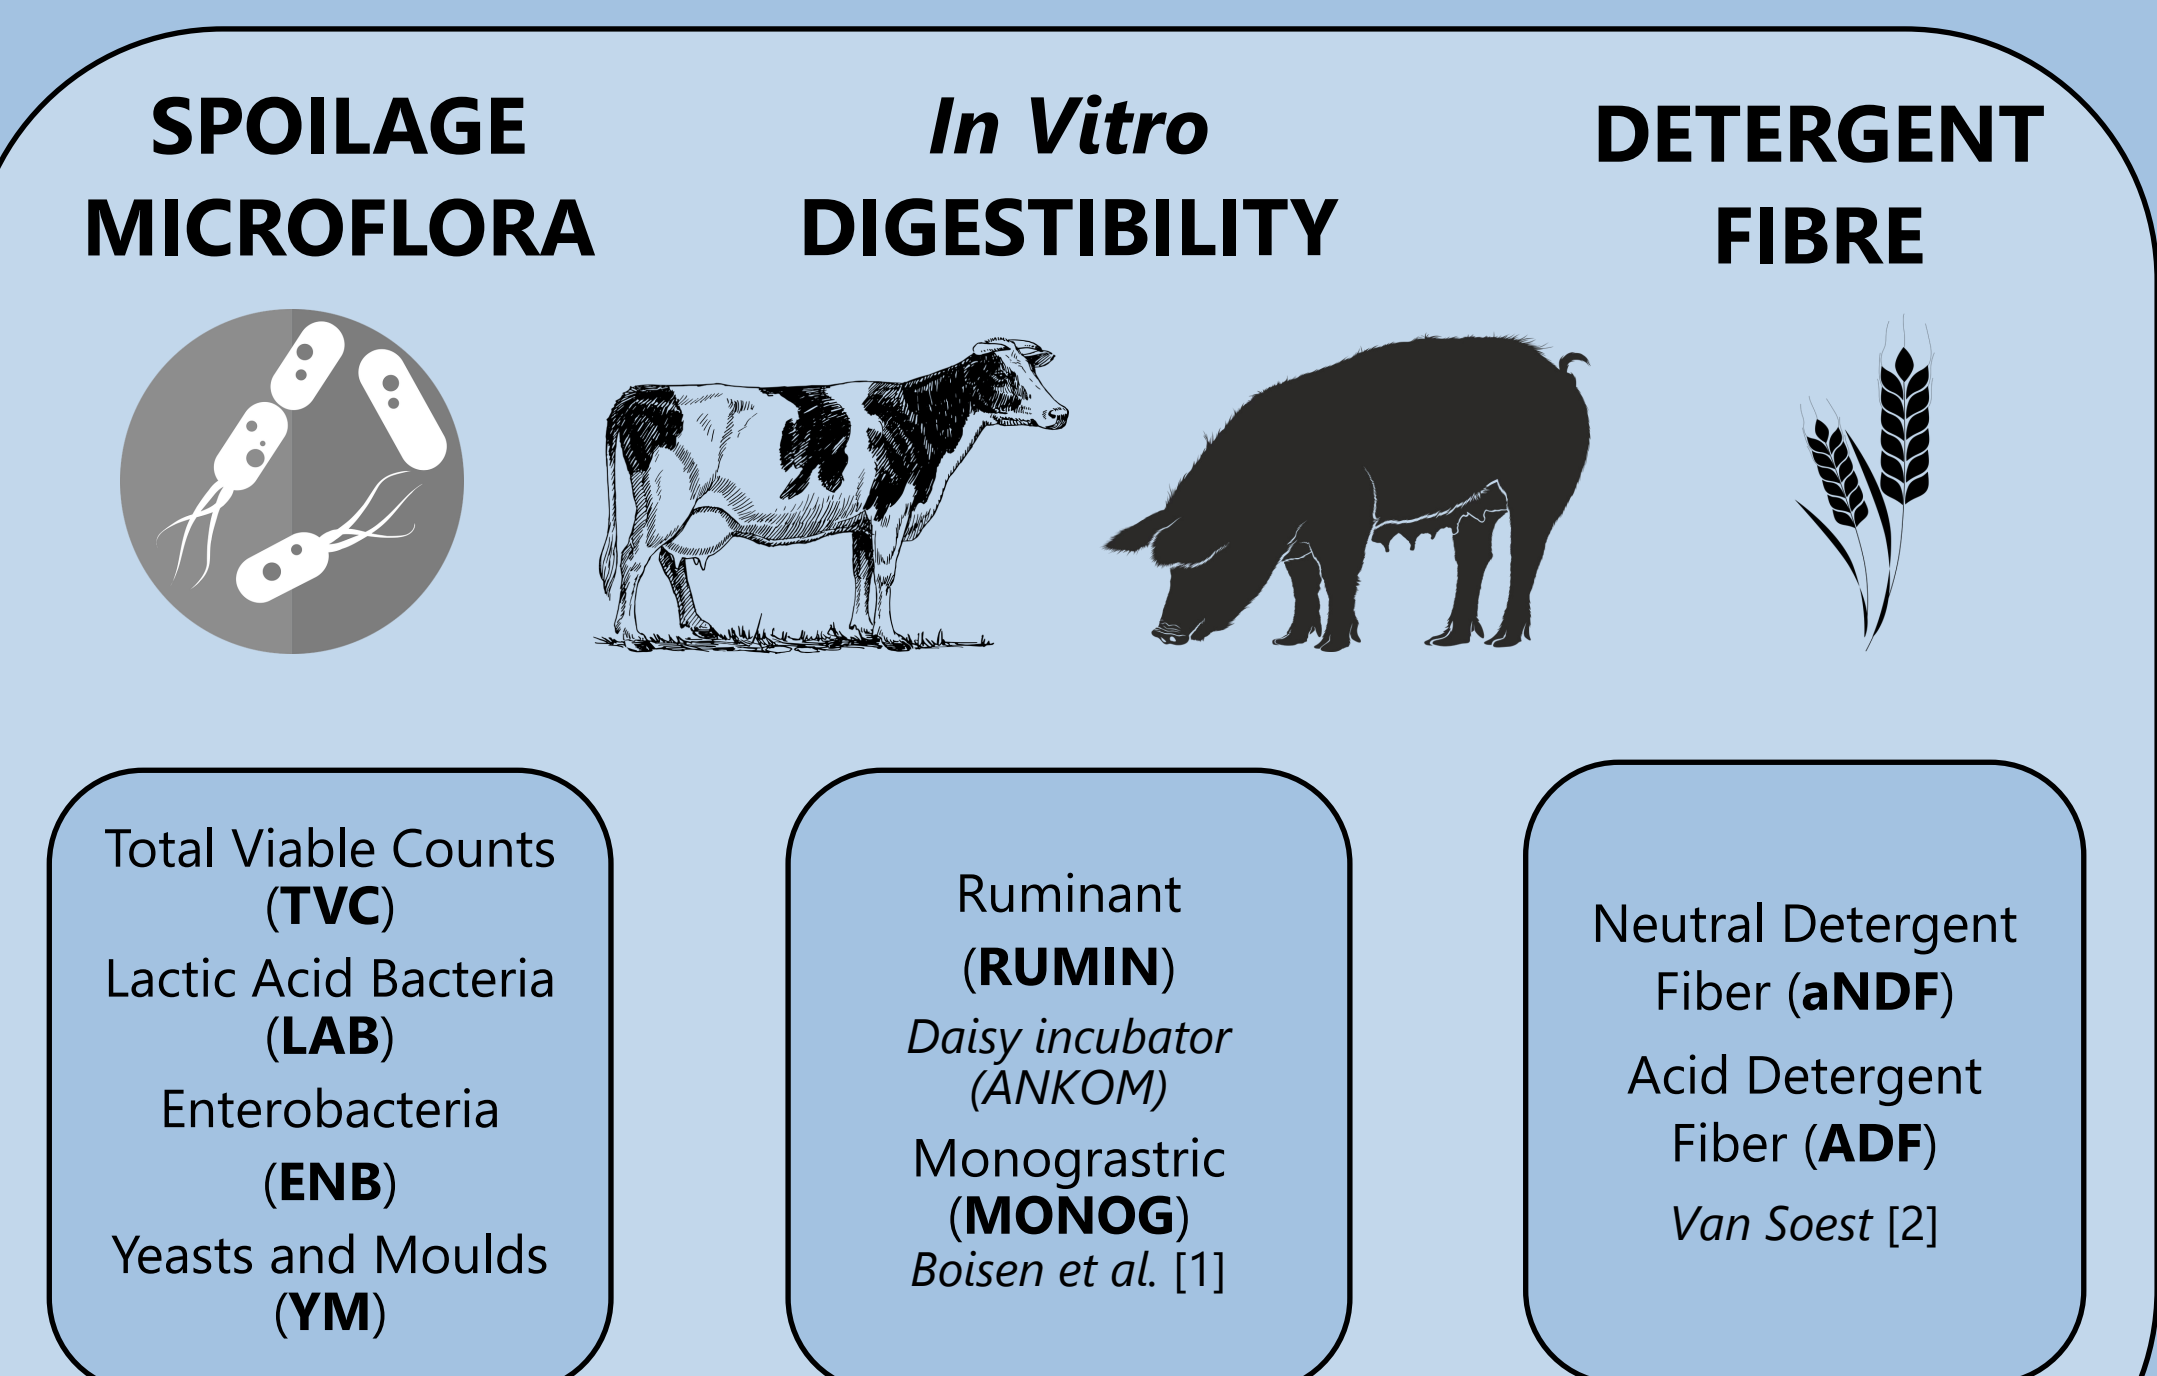 SPOILAGE
MICROFLORA
In Vitro
DIGESTIBILITY
DETERGENT
FIBRE
Total Viable Counts
(TVC)
Lactic Acid Bacteria
(LAB)
Enterobacteria
(ENB)
Yeasts and Moulds
(YM)
Ruminant
(RUMIN)
Daisy incubator
(ANKOM)
Monograstric
(MONOG)
Boisen et al. [1]
Neutral Detergent
Fiber (aNDF)
Acid Detergent
Fiber (ADF)
Van Soest [2]